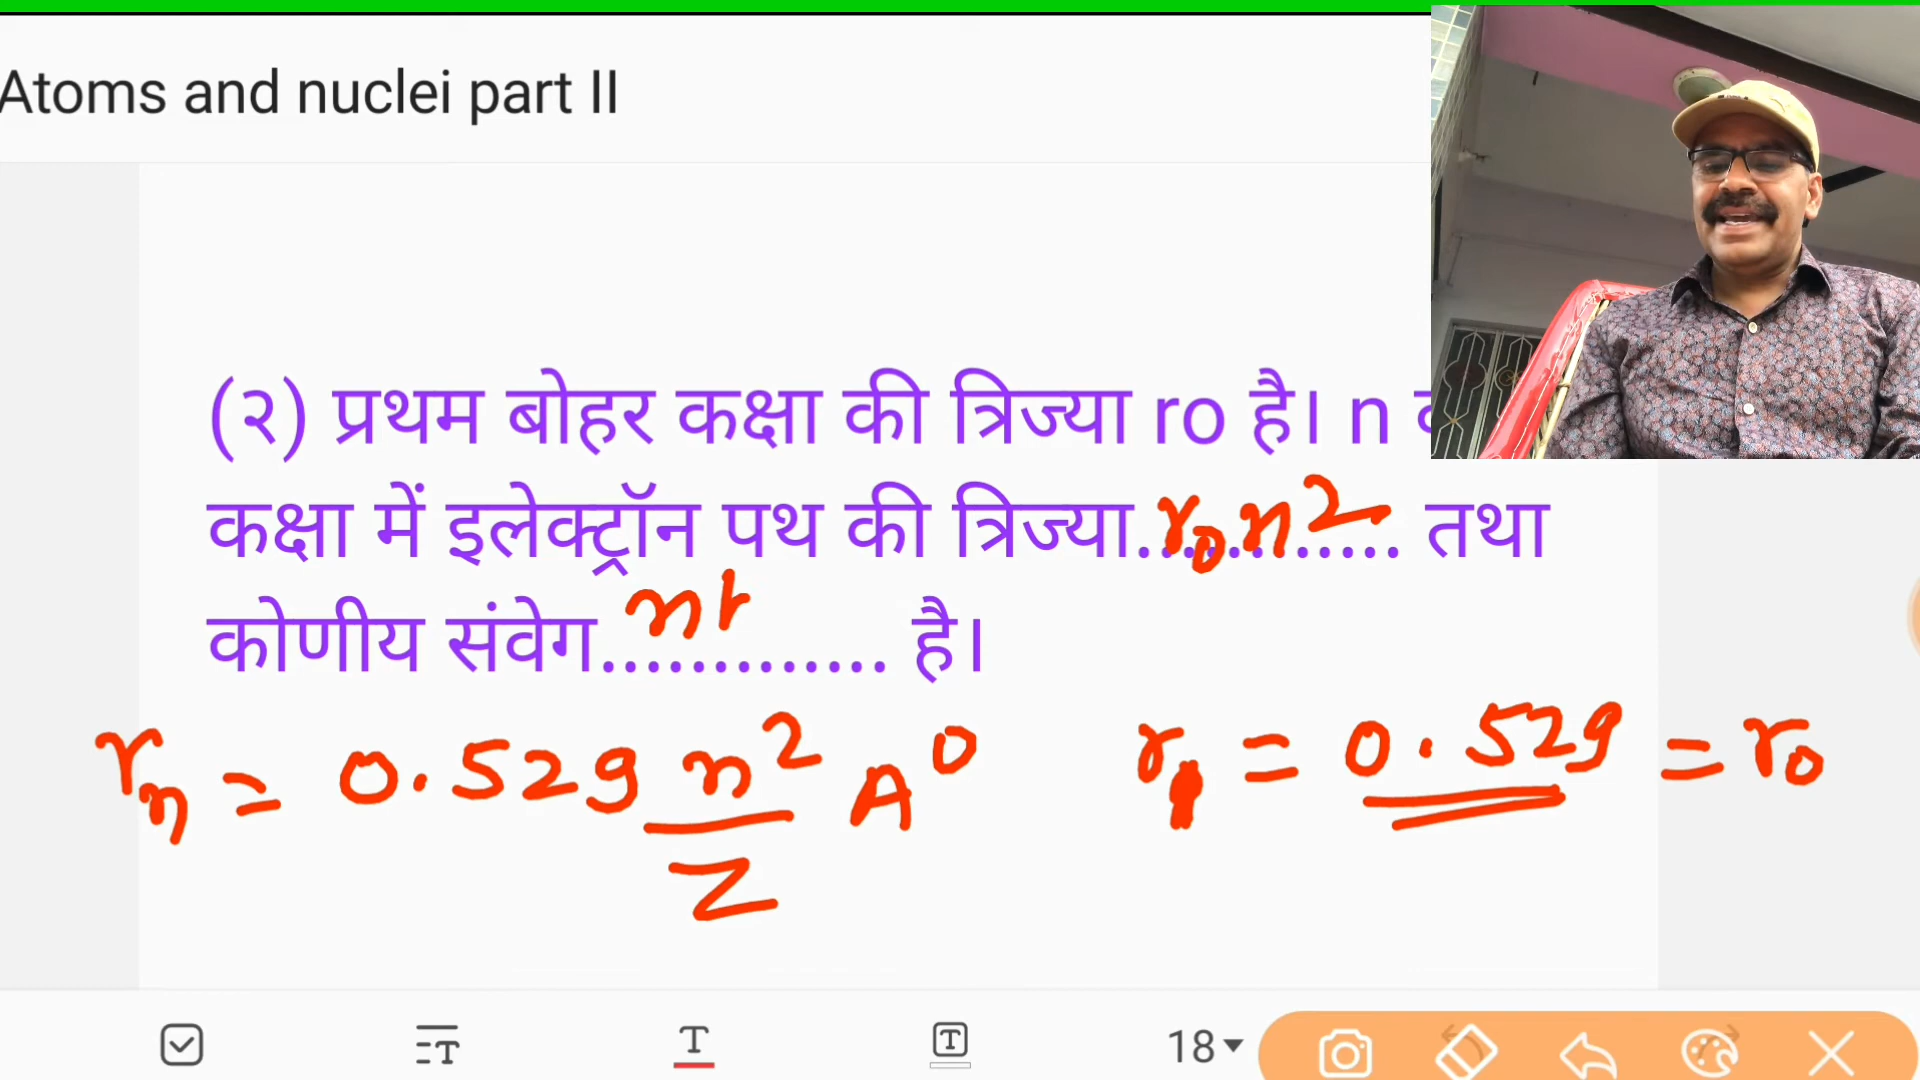 Atoms and nuclei part II
(२) प्रथम बोहर कक्षा की त्रिज्या ro है। n
कक्षा में इलेक्ट्रॉन पथ की त्रिज्या............ तथा
r₀n²
कोणीय संवेग............. है।
rₙ = 0.529 n²/Z A⁰
r₁ = 0.529 = r₀
18